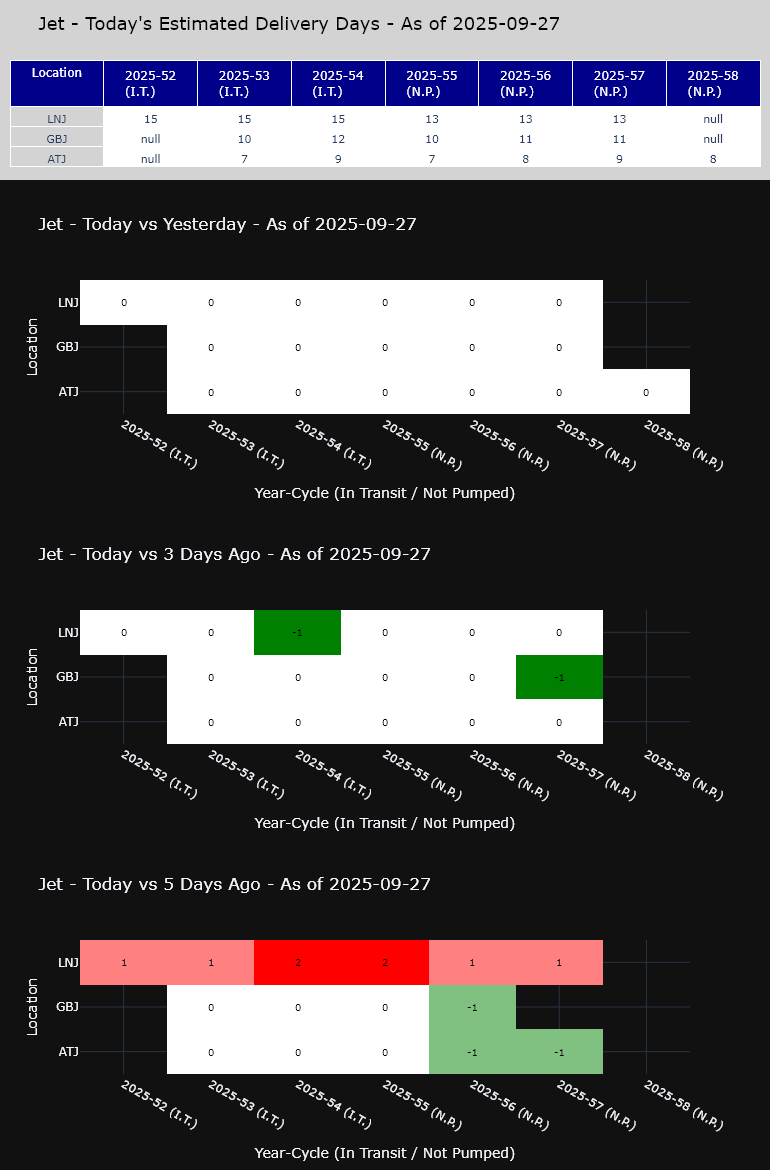 Jet - Today's Estimated Delivery Days - As of 2025-09-27
Location 2025-52 (I.T.) 2025-53 (I.T.) 2025-54 (I.T.) 2025-55 (N.P.) 2025-56 (N.P.) 2025-57 (N.P.) 2025-58 (N.P.)
LNJ 15 15 15 13 13 13 null
GBJ null 10 12 10 11 11 null
ATJ null 7 9 7 8 9 8
Jet - Today vs Yesterday - As of 2025-09-27
Location
LNJ 0 0 0 0 0 0
GBJ 0 0 0 0 0
ATJ 0 0 0 0 0 0
2025-52 (I.T.) 2025-53 (I.T.) 2025-54 (I.T.) 2025-55 (N.P.) 2025-56 (N.P.) 2025-57 (N.P.) 2025-58 (N.P.)
Year-Cycle (In Transit / Not Pumped)
Jet - Today vs 3 Days Ago - As of 2025-09-27
Location
LNJ 0 0 -1 0 0 0
GBJ 0 0 0 0 -1
ATJ 0 0 0 0 0
2025-52 (I.T.) 2025-53 (I.T.) 2025-54 (I.T.) 2025-55 (N.P.) 2025-56 (N.P.) 2025-57 (N.P.) 2025-58 (N.P.)
Year-Cycle (In Transit / Not Pumped)
Jet - Today vs 5 Days Ago - As of 2025-09-27
Location
LNJ 1 1 2 2 1 1
GBJ 0 0 0 -1
ATJ 0 0 0 -1 -1
2025-52 (I.T.) 2025-53 (I.T.) 2025-54 (I.T.) 2025-55 (N.P.) 2025-56 (N.P.) 2025-57 (N.P.) 2025-58 (N.P.)
Year-Cycle (In Transit / Not Pumped)